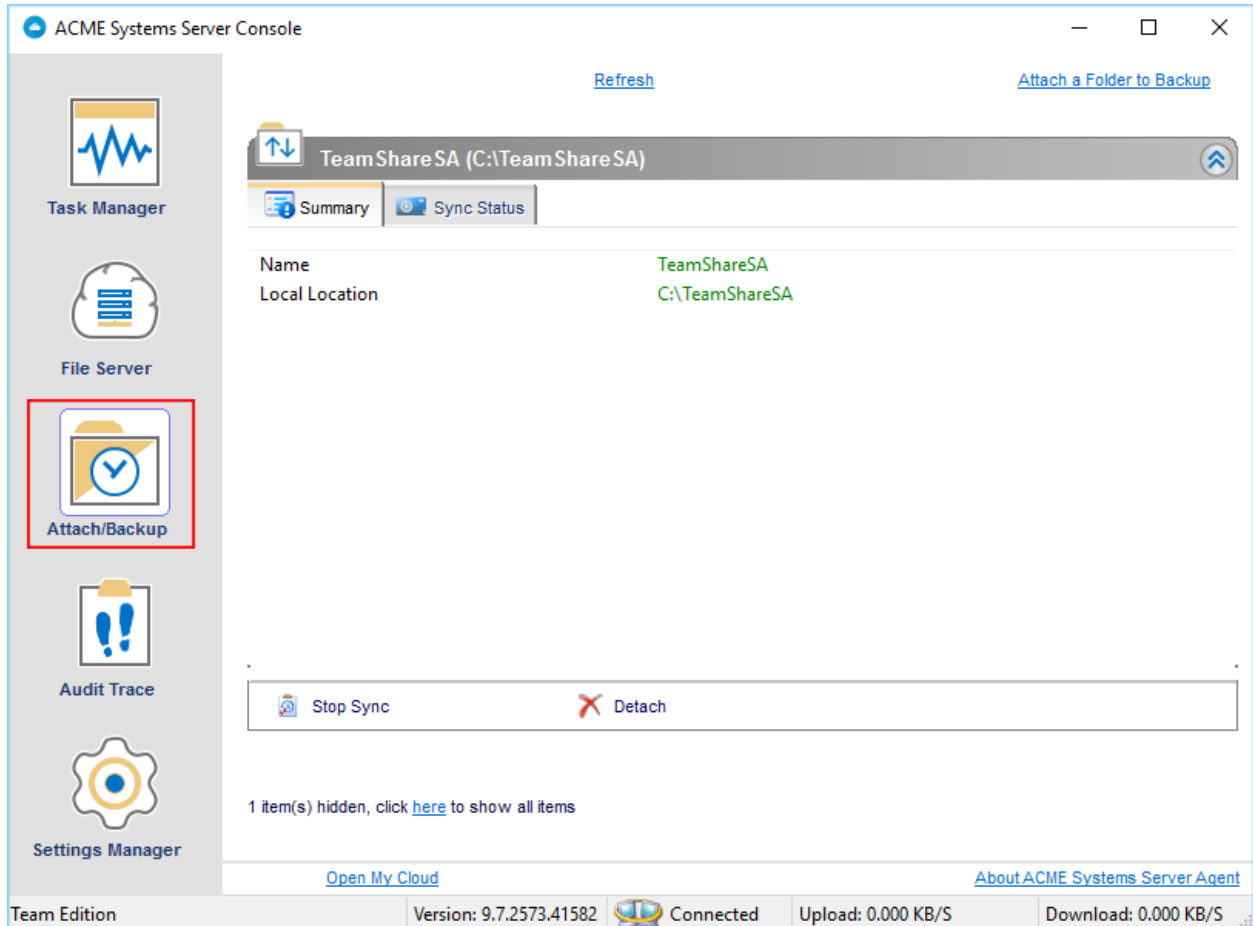 ACME Systems Server Console
Refresh
Attach a Folder to Backup
Task Manager
TeamShareSA (C:\TeamShareSA)
Summary
Sync Status
Name TeamShareSA
Local Location C:\TeamShareSA
File Server
Attach/Backup
Audit Trace
Stop Sync
Detach
1 item(s) hidden, click here to show all items
Settings Manager
Open My Cloud
About ACME Systems Server Agent
Team Edition
Version: 9.7.2573.41582
Connected
Upload: 0.000 KB/S
Download: 0.000 KB/S